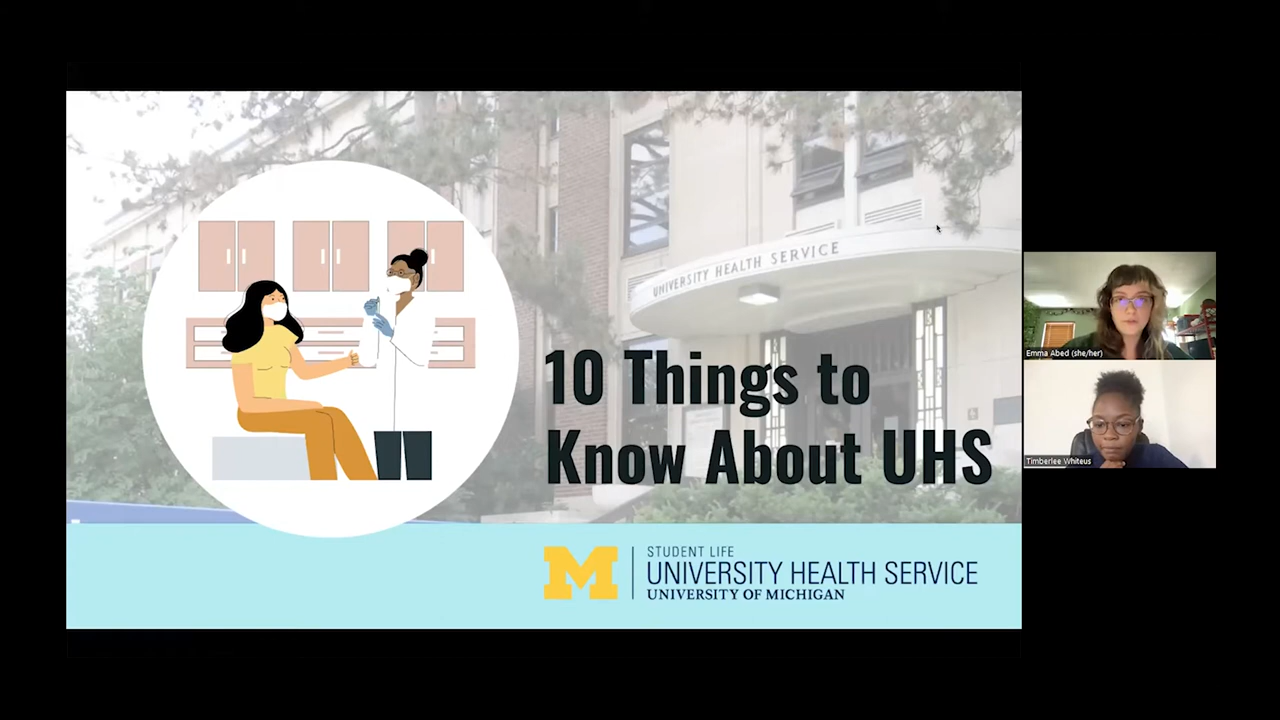 UNIVERSITY HEALTH SERVICE
10 Things to
Know About UHS
M
STUDENT LIFE
UNIVERSITY HEALTH SERVICE
UNIVERSITY OF MICHIGAN
Emma Abed (she/her)
Timberlee Whiteus